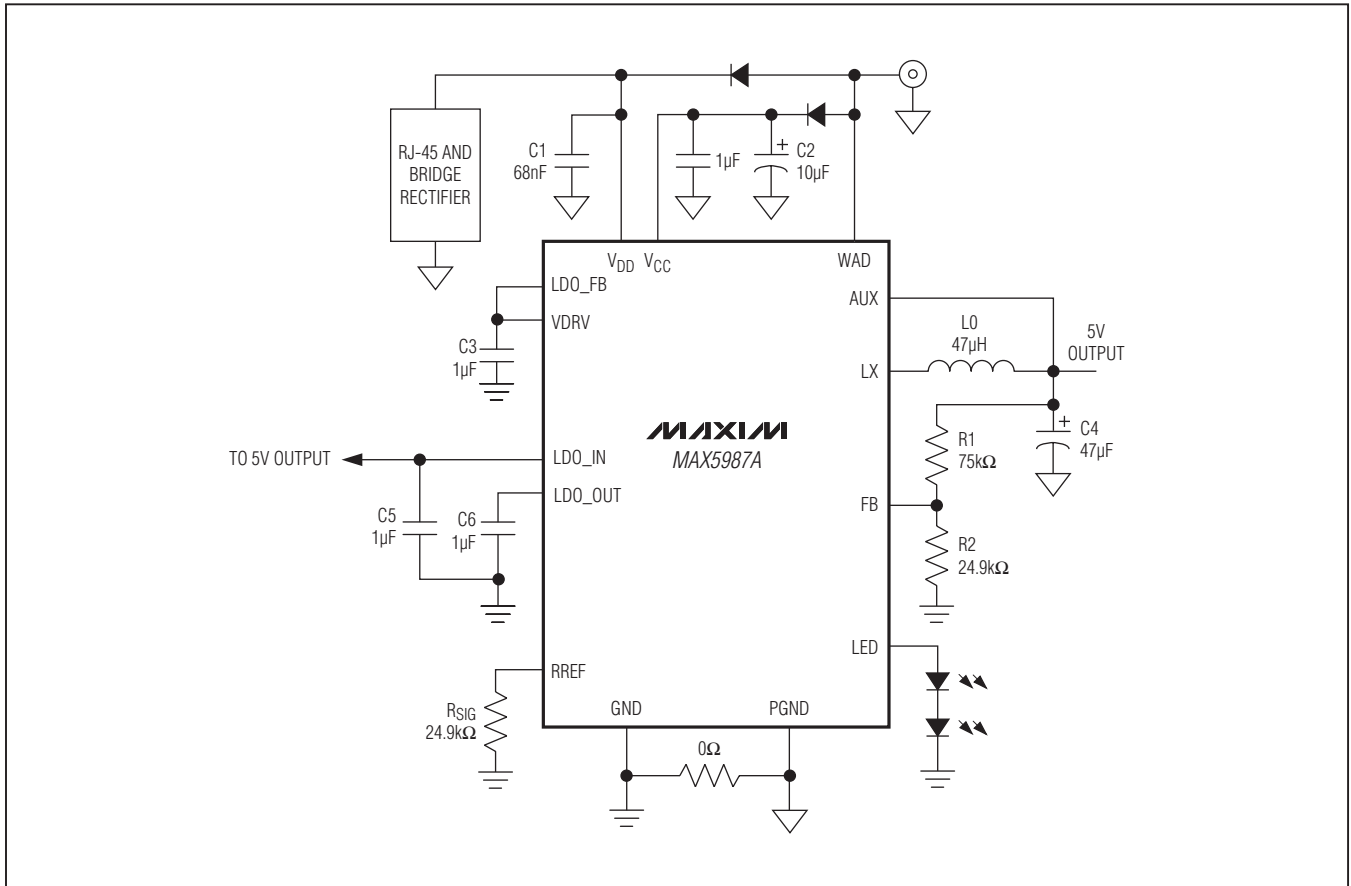 RJ-45 AND
BRIDGE
RECTIFIER
C1
68nF
1µF
+
C2
10µF
VDD
VCC
WAD
LDO_FB
VDRV
C3
1µF
AUX
LX
L0
47µH
5V
OUTPUT
+
C4
47µF
R1
75kΩ
FB
R2
24.9kΩ
MAXIM
MAX5987A
TO 5V OUTPUT
LDO_IN
LDO_OUT
C5
1µF
C6
1µF
LED
RREF
RSIG
24.9kΩ
GND
PGND
0Ω